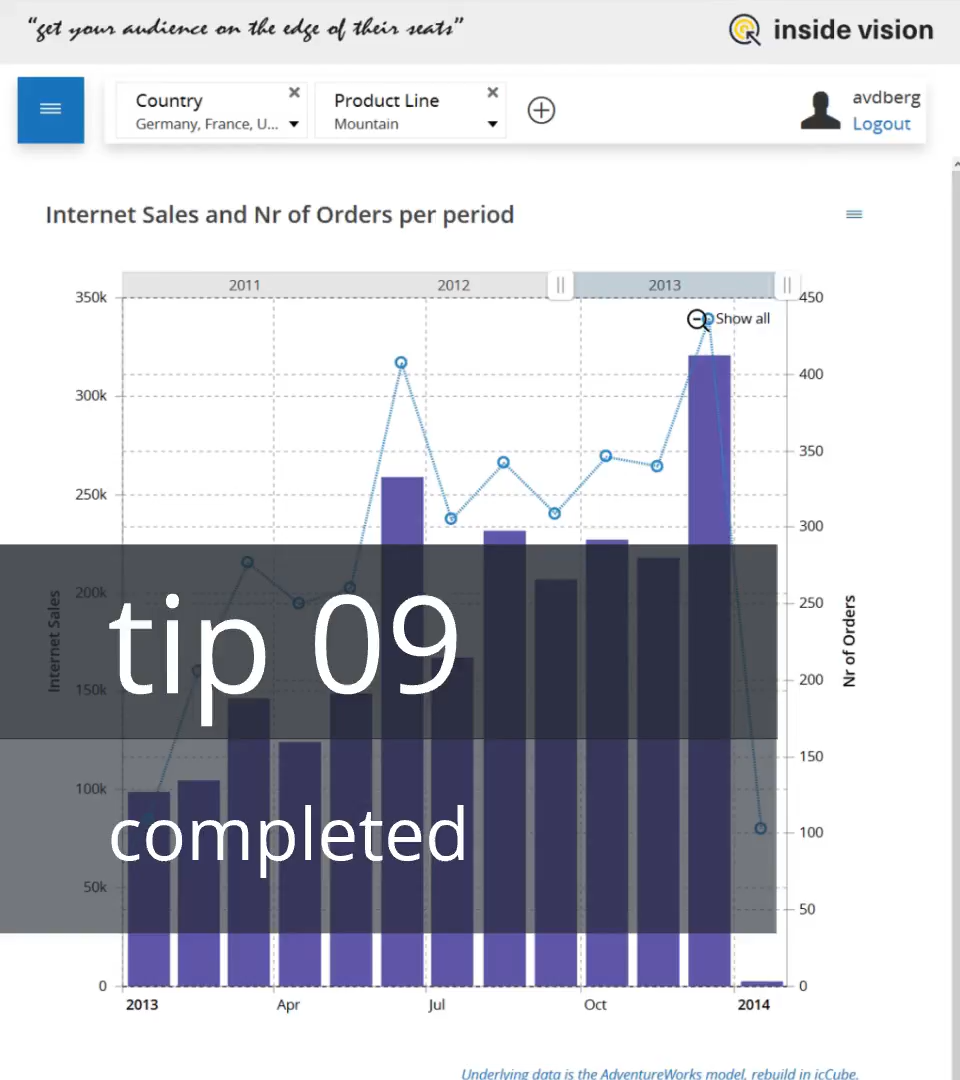 “get your audience on the edge of their seats”
inside vision
Country
Germany, France, U...
Product Line
Mountain
avdberg
Logout
Internet Sales and Nr of Orders per period
2011
2012
2013
Show all
350k
300k
250k
200k
150k
100k
50k
0
Internet Sales
450
400
350
300
250
200
150
100
50
0
Nr of Orders
tip 09
completed
2013
Apr
Jul
Oct
2014
Underlying data is the AdventureWorks model, rebuild in icCube.